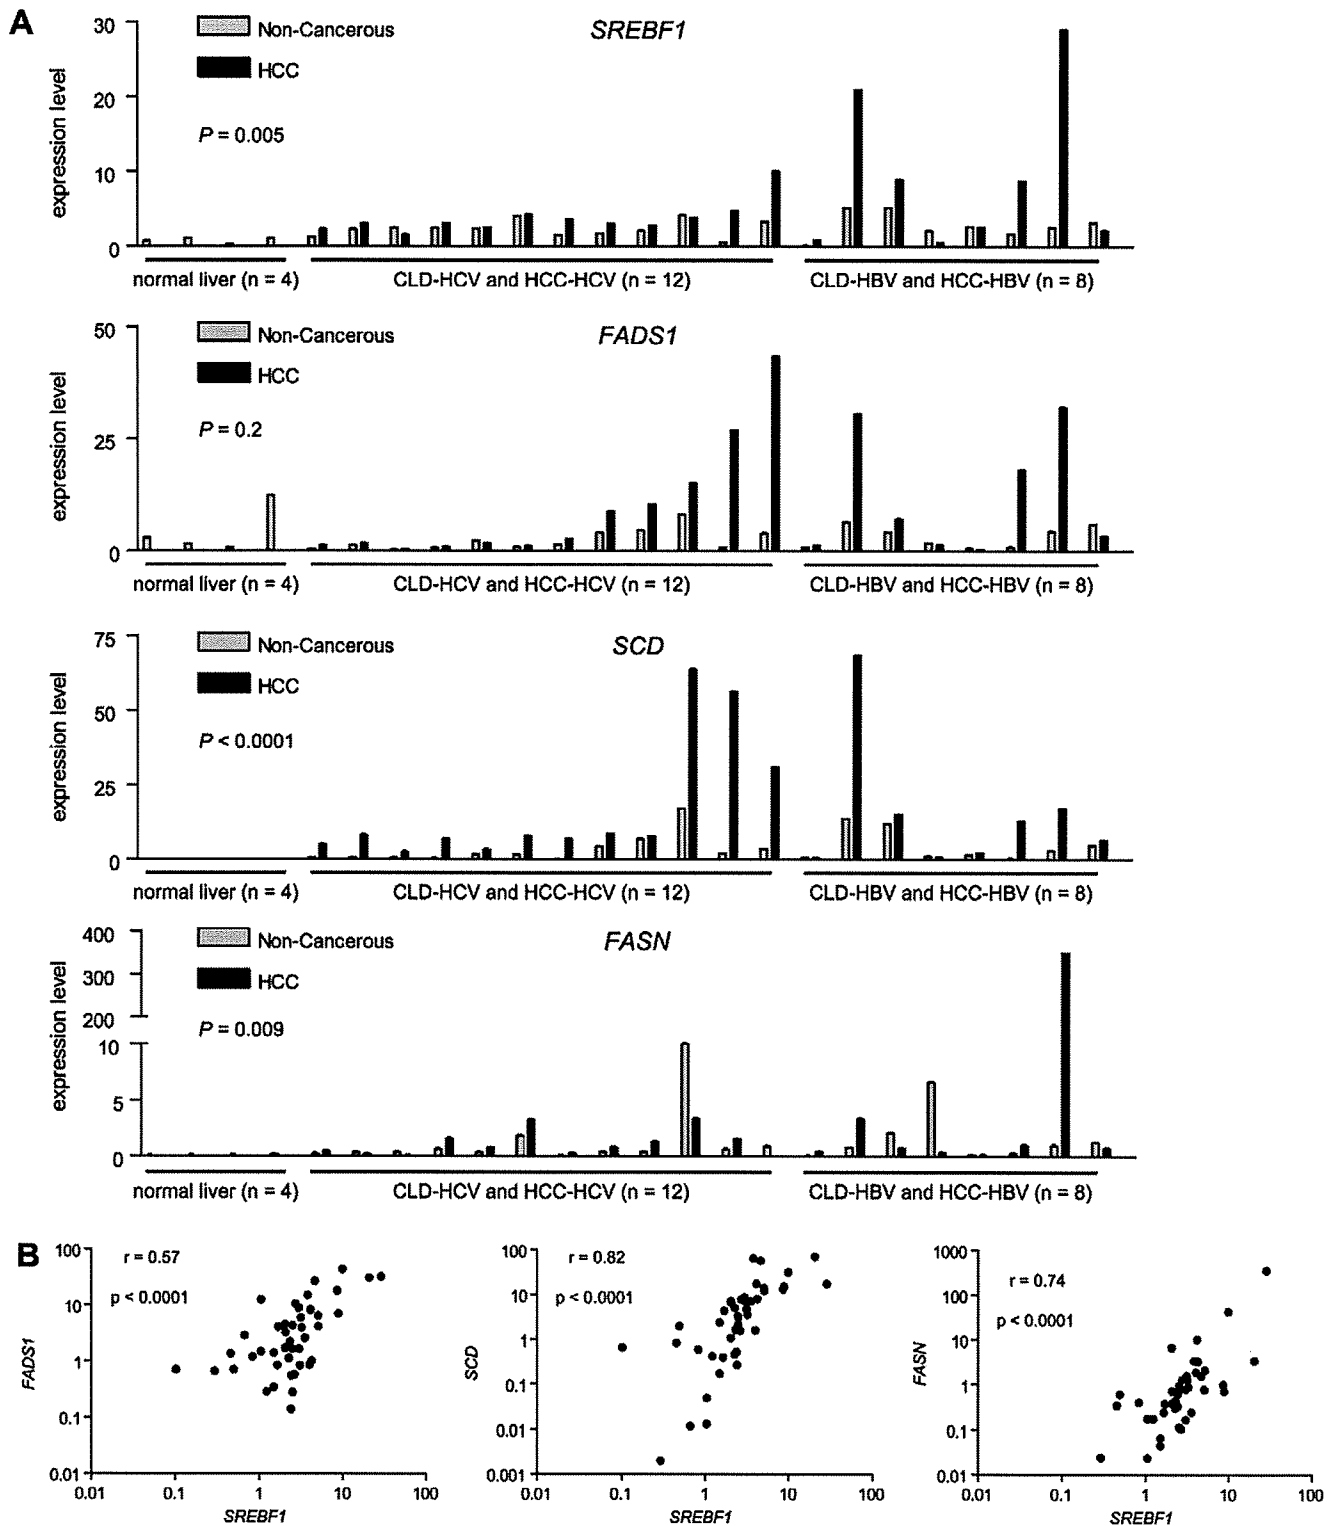 A
SREBF1
Non-Cancerous
HCC
P = 0.005
expression level
30
20
10
0
normal liver (n = 4)
CLD-HCV and HCC-HCV (n = 12)
CLD-HBV and HCC-HBV (n = 8)
FADS1
Non-Cancerous
HCC
P = 0.2
expression level
50
25
0
normal liver (n = 4)
CLD-HCV and HCC-HCV (n = 12)
CLD-HBV and HCC-HBV (n = 8)
SCD
Non-Cancerous
HCC
P < 0.0001
expression level
75
50
25
0
normal liver (n = 4)
CLD-HCV and HCC-HCV (n = 12)
CLD-HBV and HCC-HBV (n = 8)
FASN
Non-Cancerous
HCC
P = 0.009
expression level
400
300
200
10
5
0
normal liver (n = 4)
CLD-HCV and HCC-HCV (n = 12)
CLD-HBV and HCC-HBV (n = 8)
B
r = 0.57
p < 0.0001
FADS1
100
10
1
0.1
0.01
0.01 0.1 1 10 100
SREBF1
r = 0.82
p < 0.0001
SCD
100
10
1
0.1
0.01
0.001
0.01 0.1 1 10 100
SREBF1
r = 0.74
p < 0.0001
FASN
1000
100
10
1
0.1
0.01
0.01 0.1 1 10 100
SREBF1